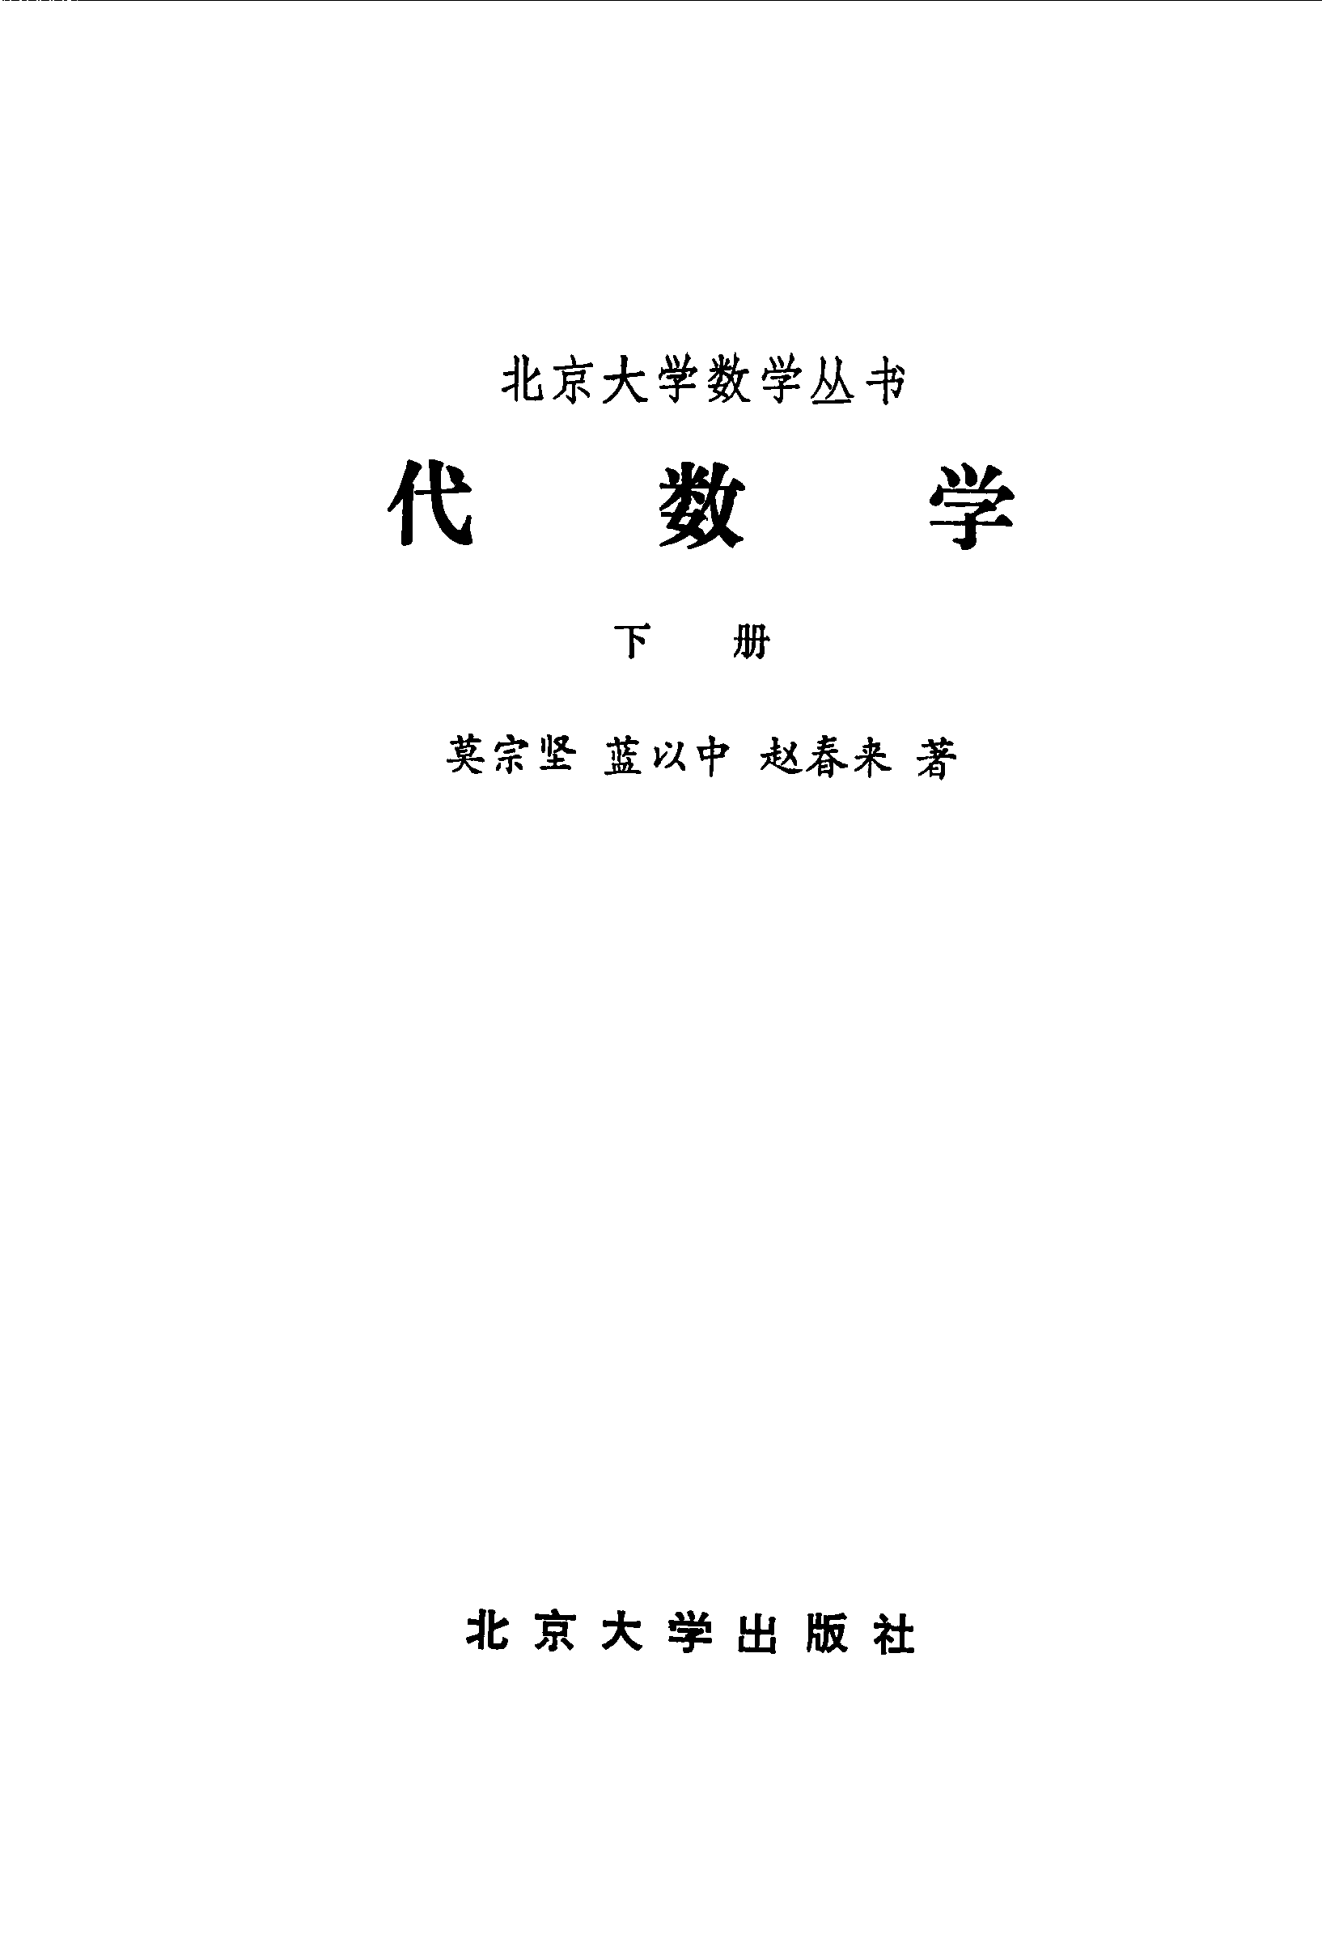 北京大学数学丛书
代数学
下册
莫宗坚 蓝以中 赵春来 著
北京大学出版社